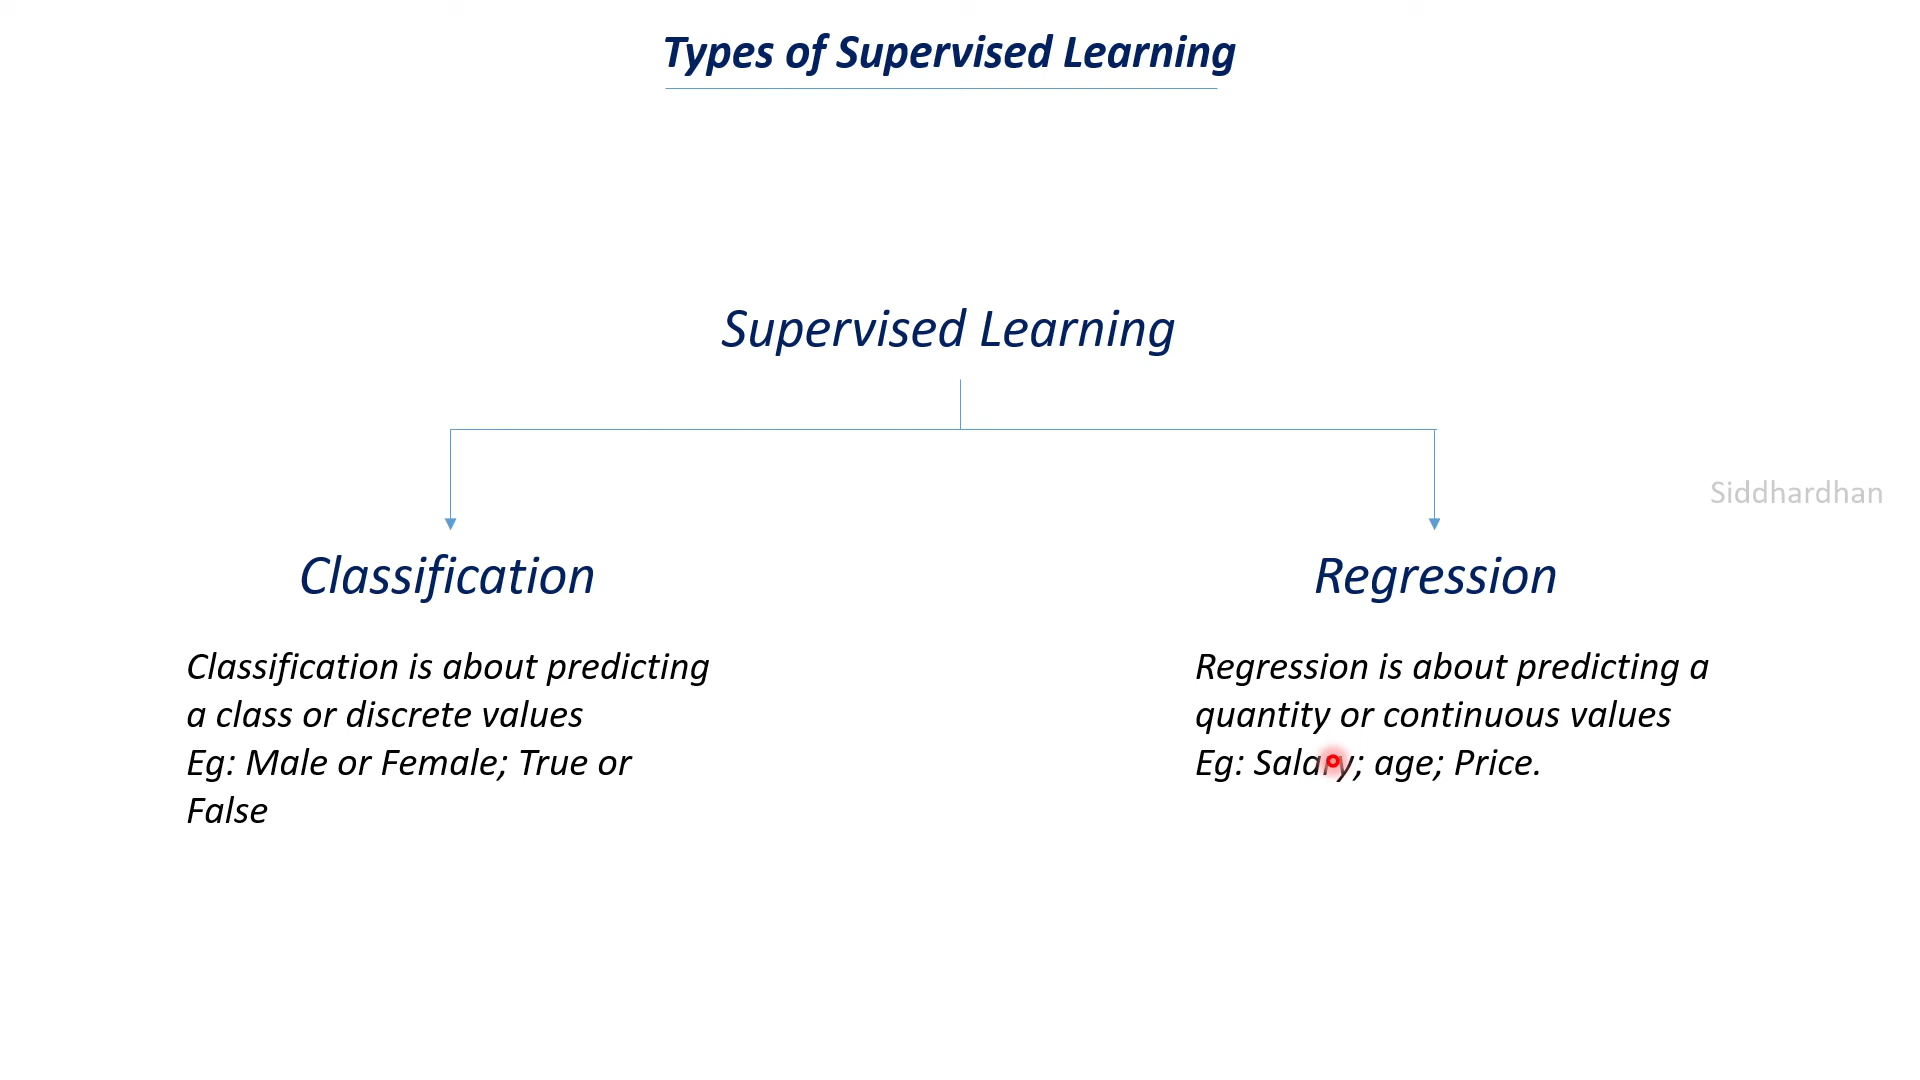 Types of Supervised Learning
Supervised Learning
Siddhardhan
Classification
Classification is about predicting
a class or discrete values
Eg: Male or Female; True or
False
Regression
Regression is about predicting a
quantity or continuous values
Eg: Salary; age; Price.